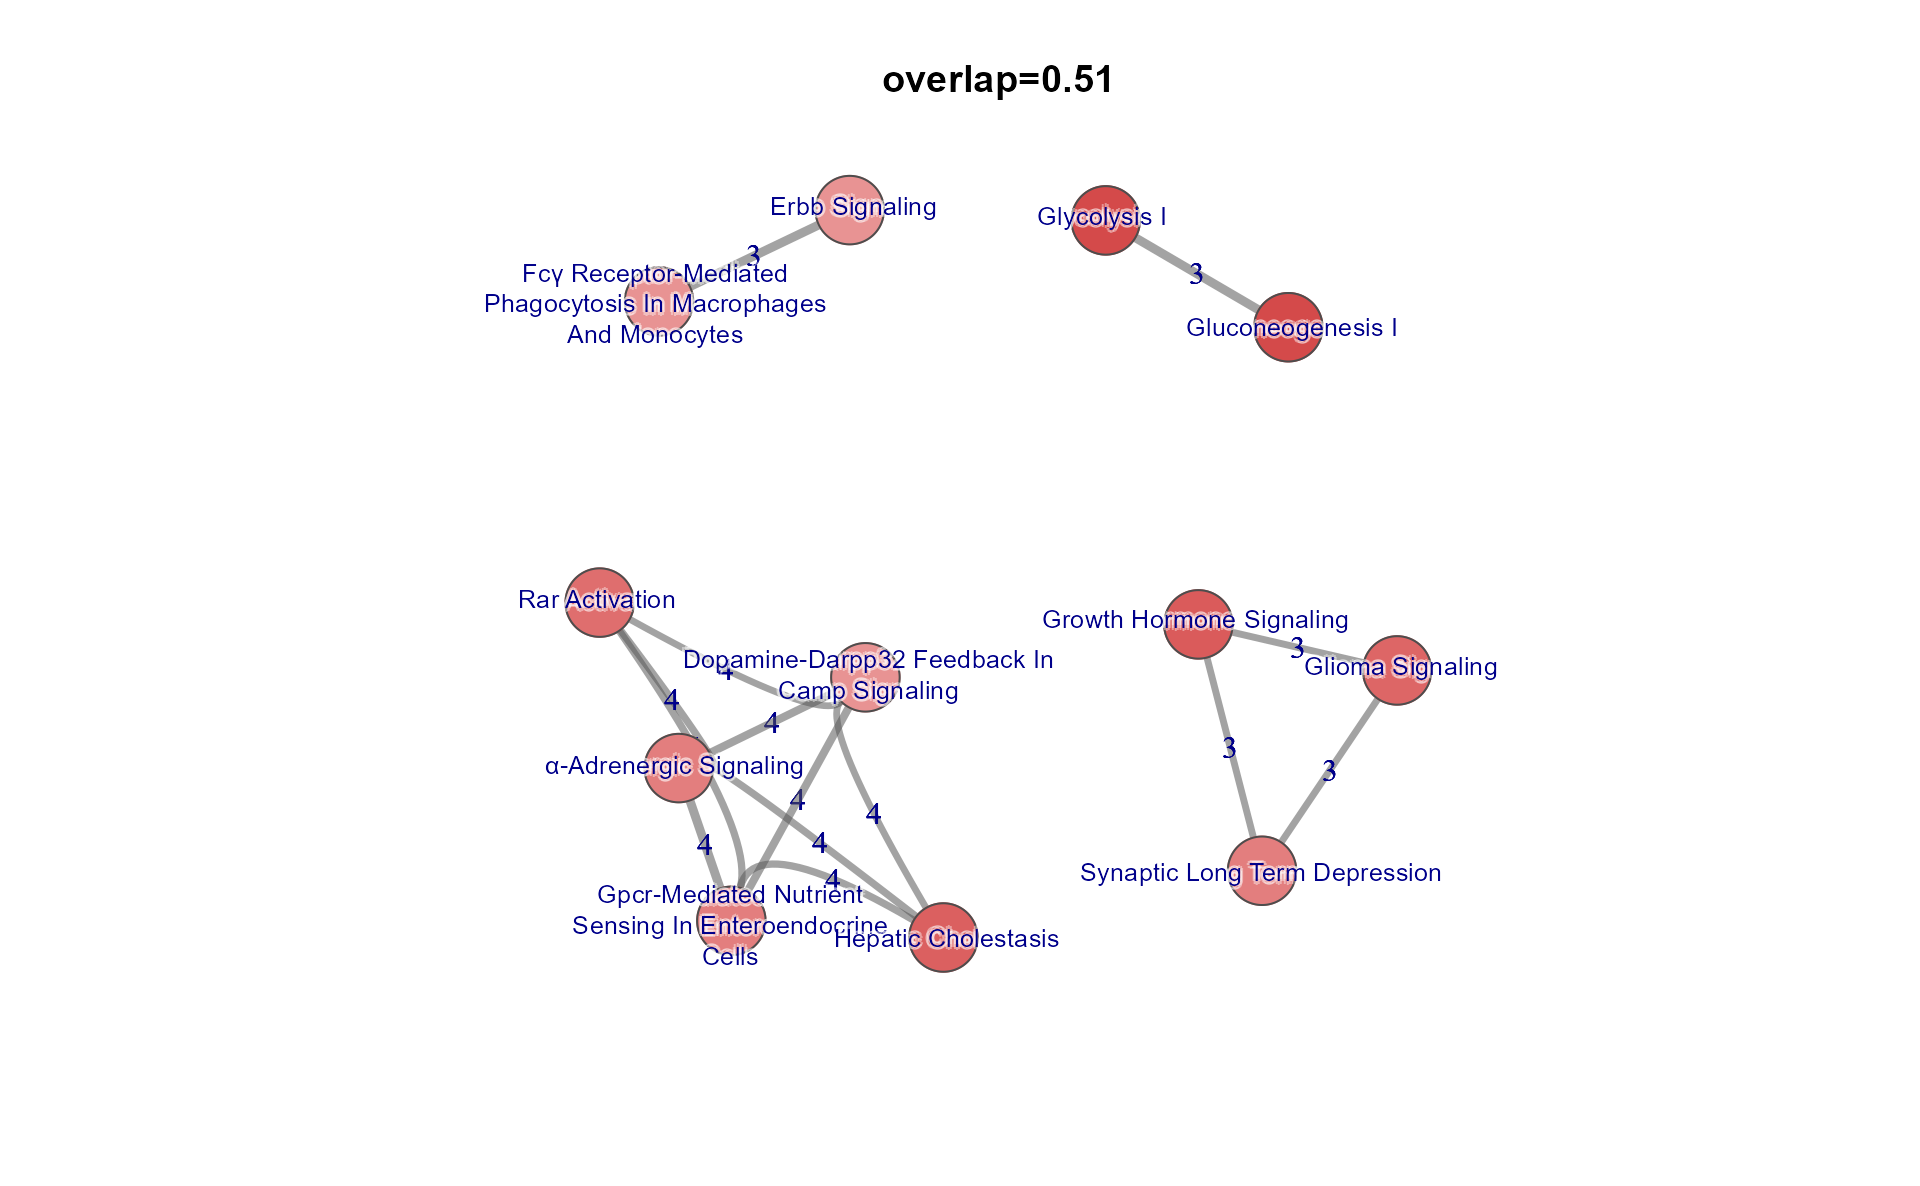 overlap=0.51
Erbb Signaling
3
Fcγ Receptor-Mediated
Phagocytosis In Macrophages
And Monocytes
Glycolysis I
3
Gluconeogenesis I
Rar Activation
4
Dopamine-Darpp32 Feedback In
Camp Signaling
4
4
α-Adrenergic Signaling
4
4
4
4
4
Gpcr-Mediated Nutrient
Sensing In Enteroendocrine
Cells
Hepatic Cholestasis
Growth Hormone Signaling
3
Glioma Signaling
3
3
Synaptic Long Term Depression